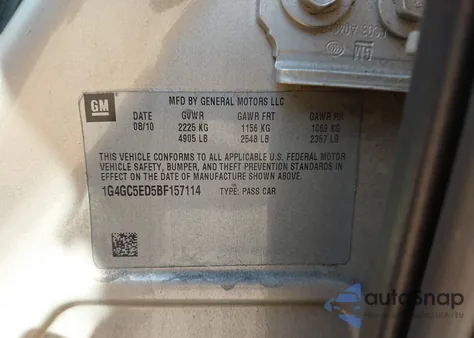 GM
MFD BY GENERAL MOTORS LLC
DATE GVWR GAWR FRT GAWR RR
08/10 2225 KG 1156 KG 1069 KG
4905 LB 2548 LB 2357 LB
THIS VEHICLE CONFORMS TO ALL APPLICABLE U.S. FEDERAL MOTOR
VEHICLE SAFETY, BUMPER, AND THEFT PREVENTION STANDARDS IN
EFFECT ON THE DATE OF MANUFACTURE SHOWN ABOVE.
1G4GC5ED5BF157114 TYPE: PASS CAR
autoSnap